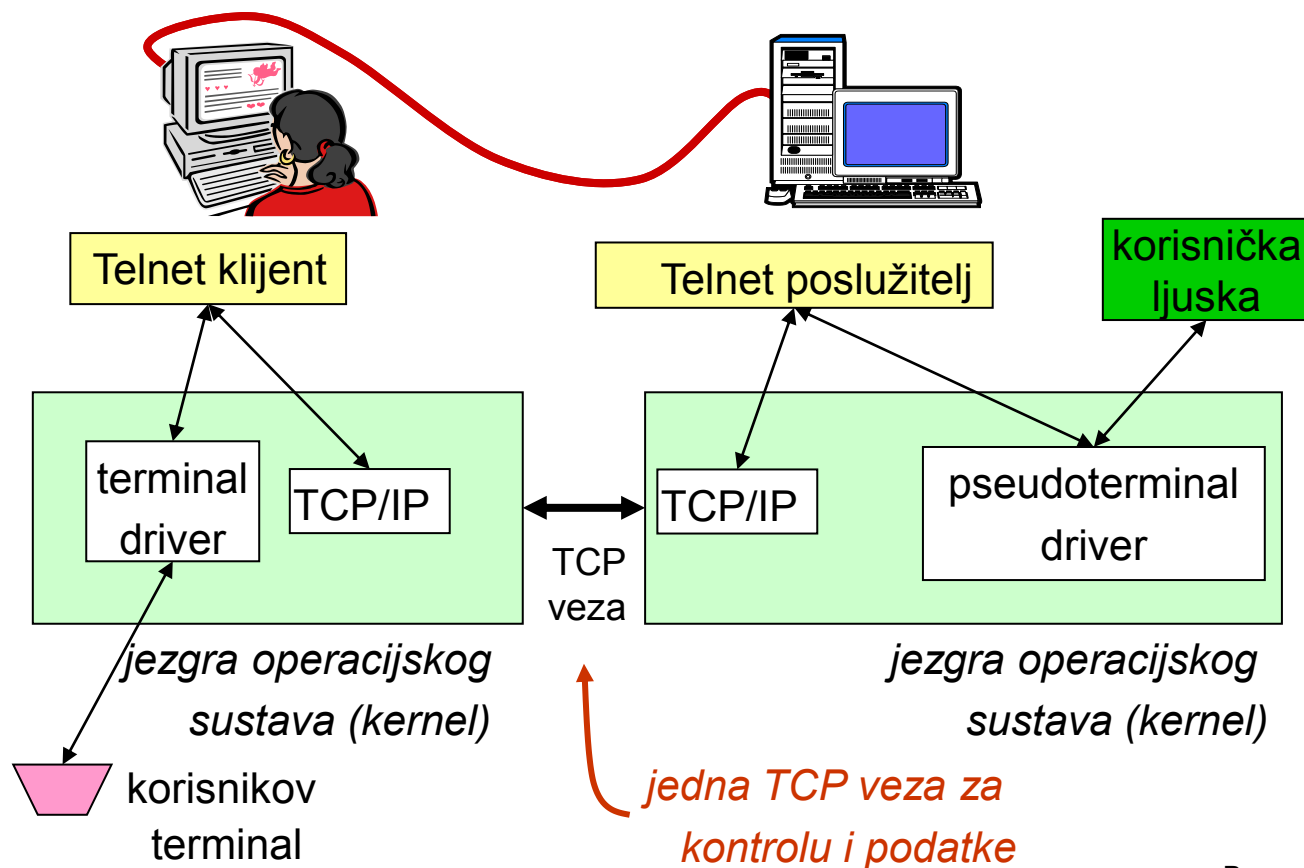 Telnet klijent
Telnet poslužitelj
korisnička
ljuska
terminal
driver
TCP/IP
TCP
veza
TCP/IP
pseudoterminal
driver
jezgra operacijskog
sustava (kernel)
jezgra operacijskog
sustava (kernel)
korisnikov
terminal
jedna TCP veza za
kontrolu i podatke